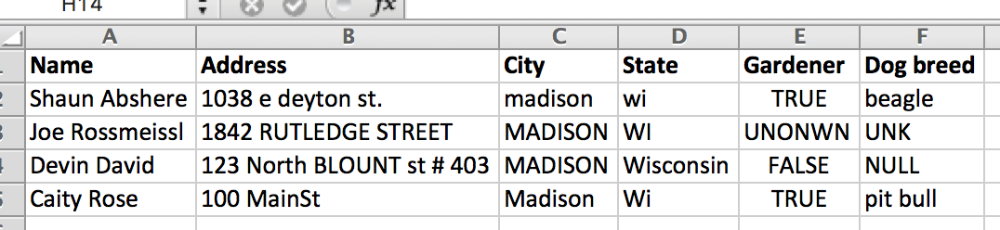 H14 fx
A B C D E F
Name Address City State Gardener Dog breed
2 Shaun Abshere 1038 e deyton st. madison wi TRUE beagle
3 Joe Rossmeissl 1842 RUTLEDGE STREET MADISON WI UNONWN UNK
4 Devin David 123 North BLOUNT st # 403 MADISON Wisconsin FALSE NULL
5 Caity Rose 100 MainSt Madison Wi TRUE pit bull